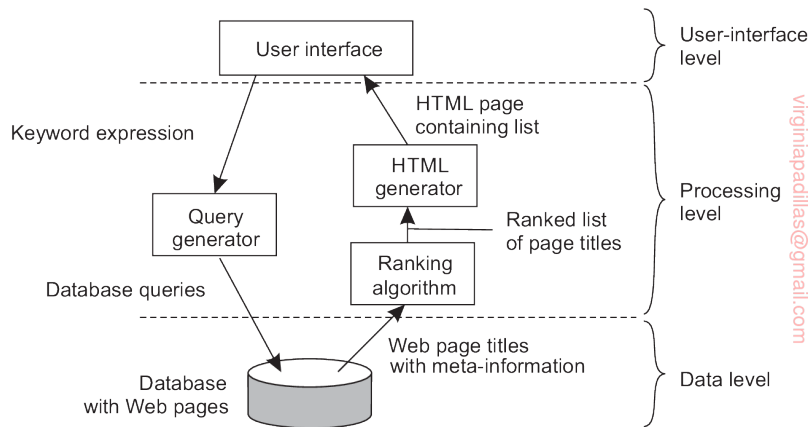 User interface
User-interface
level
HTML page
containing list
Keyword expression
HTML
generator
Processing
level
Query
generator
Ranked list
of page titles
Ranking
algorithm
Database queries
Web page titles
with meta-information
Database
with Web pages
Data level
virginiapadillas@gmail.com